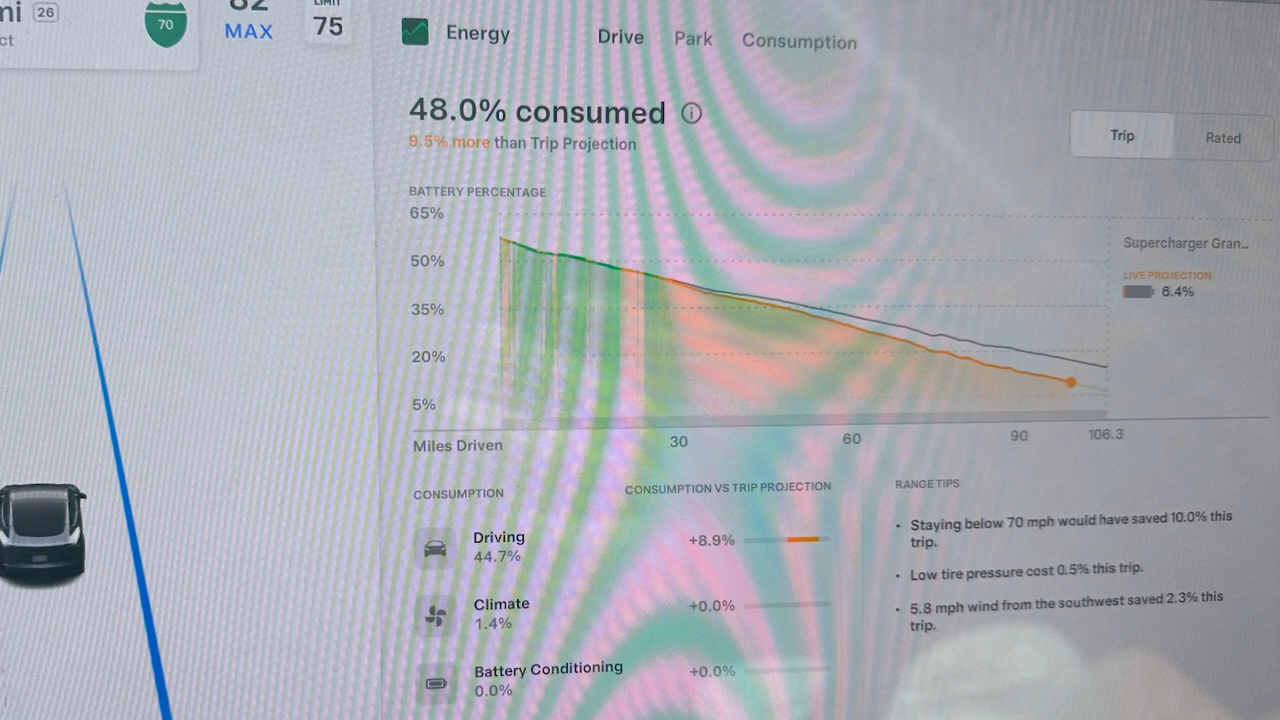 mi 26
ct
70
MAX
LIMIT
75
Energy
Drive Park Consumption
48.0% consumed
9.5% more than Trip Projection
Trip Rated
BATTERY PERCENTAGE
65%
50%
35%
20%
5%
Supercharger Gran...
LIVE PROJECTION
6.4%
Miles Driven 30 60 90 106.3
CONSUMPTION
CONSUMPTION VS TRIP PROJECTION
Driving
44.7%
+8.9%
Climate
1.4%
+0.0%
Battery Conditioning
0.0%
+0.0%
RANGE TIPS
• Staying below 70 mph would have saved 10.0% this
trip.
• Low tire pressure cost 0.5% this trip.
• 5.8 mph wind from the southwest saved 2.3% this
trip.